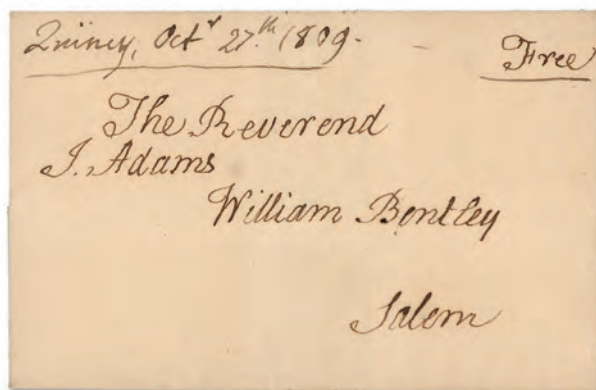 Quincy, Octr 27th. 1809. - Free
The Reverend
J. Adams
William Bentley
Salem